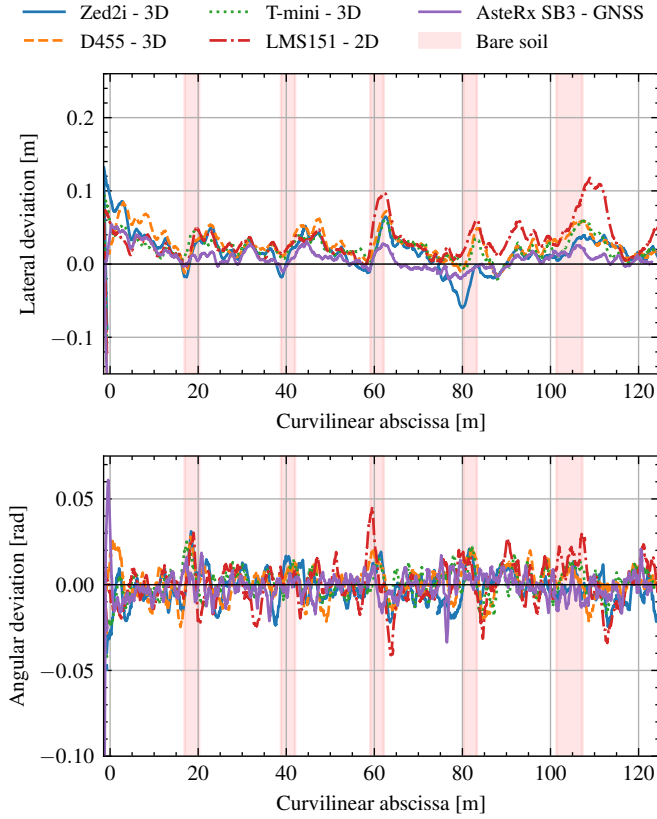 Zed2i - 3D
T-mini - 3D
AsteRx SB3 - GNSS
D455 - 3D
LMS151 - 2D
Bare soil
Lateral deviation [m]
0.2
0.1
0.0
−0.1
0 20 40 60 80 100 120
Curvilinear abscissa [m]
Angular deviation [rad]
0.05
0.00
−0.05
−0.10
0 20 40 60 80 100 120
Curvilinear abscissa [m]